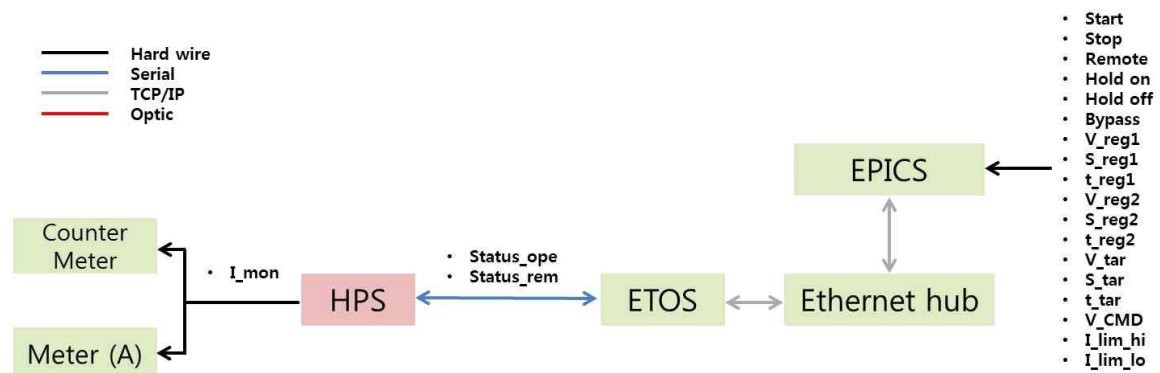 Hard wire
Serial
TCP/IP
Optic
• Start
• Stop
• Remote
• Hold on
• Hold off
• Bypass
• V_reg1
• S_reg1
• t_reg1
• V_reg2
• S_reg2
• t_reg2
• V_tar
• S_tar
• t_tar
• V_CMD
• I_lim_hi
• I_lim_lo
EPICS
Counter
Meter
• I_mon
• Status_ope
• Status_rem
HPS
ETOS
Ethernet hub
Meter (A)